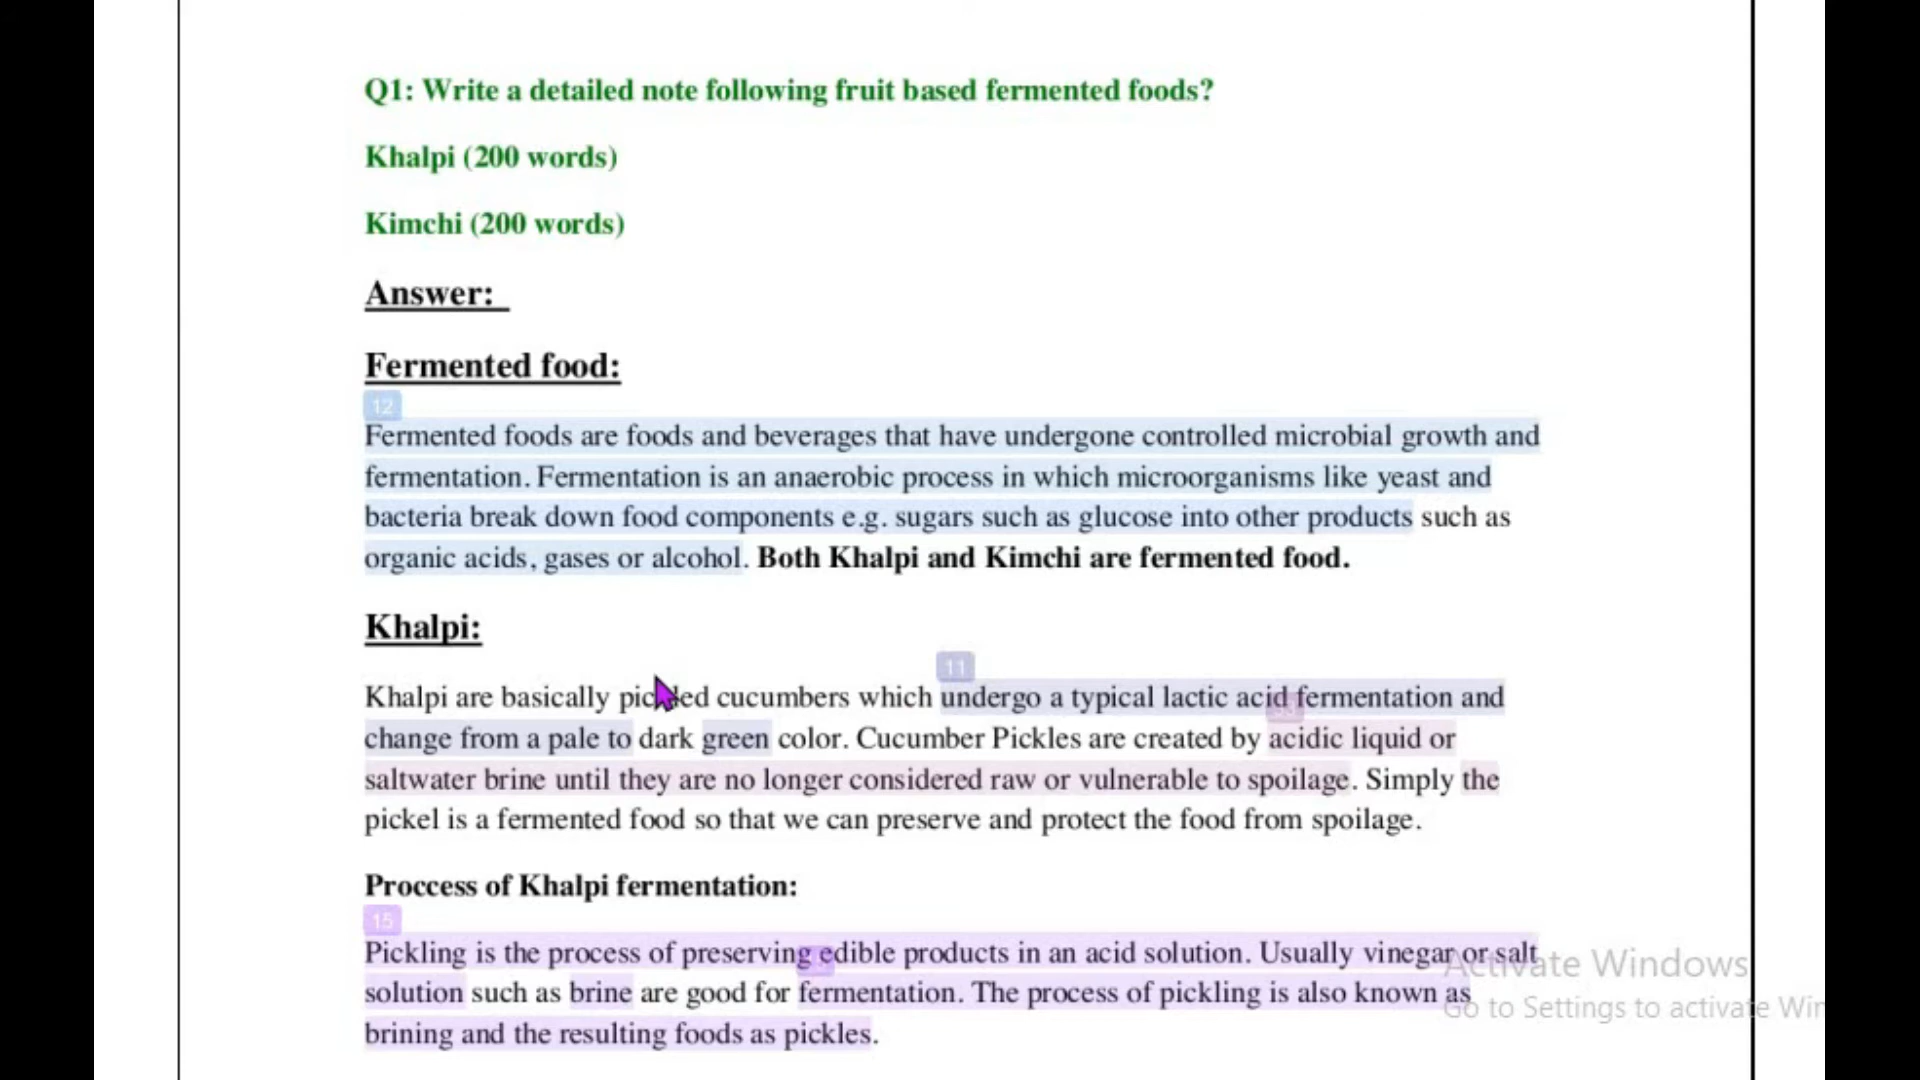 Q1: Write a detailed note following fruit based fermented foods?
Khalpi (200 words)
Kimchi (200 words)
Answer:
Fermented food:
12
Fermented foods are foods and beverages that have undergone controlled microbial growth and
fermentation. Fermentation is an anaerobic process in which microorganisms like yeast and
bacteria break down food components e.g. sugars such as glucose into other products such as
organic acids, gases or alcohol. Both Khalpi and Kimchi are fermented food.
Khalpi:
11
Khalpi are basically pickled cucumbers which undergo a typical lactic acid fermentation and
change from a pale to dark green color. Cucumber Pickles are created by acidic liquid or
saltwater brine until they are no longer considered raw or vulnerable to spoilage. Simply the
pickel is a fermented food so that we can preserve and protect the food from spoilage.
Proccess of Khalpi fermentation:
15
Pickling is the process of preserving edible products in an acid solution. Usually vinegar or salt
solution such as brine are good for fermentation. The process of pickling is also known as
brining and the resulting foods as pickles.
Activate Windows
Go to Settings to activate Win